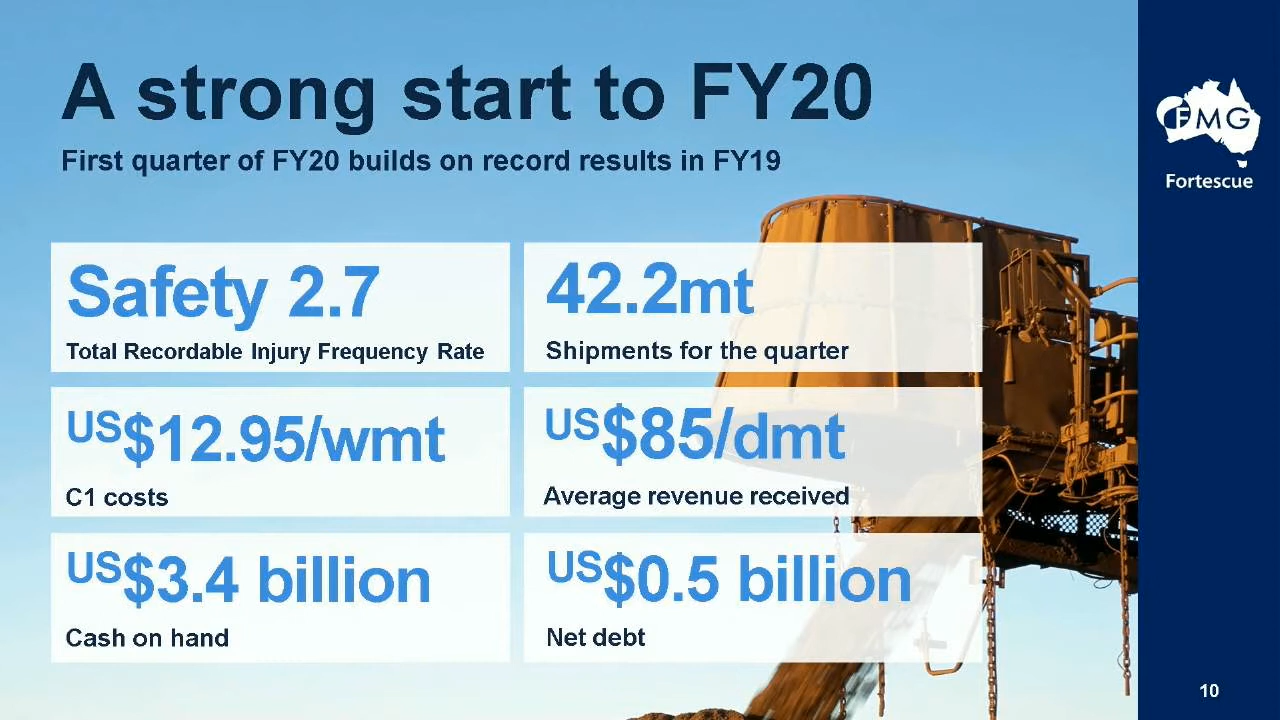 A strong start to FY20
First quarter of FY20 builds on record results in FY19
FMG
Fortescue
Safety 2.7
Total Recordable Injury Frequency Rate
42.2mt
Shipments for the quarter
US$12.95/wmt
C1 costs
US$85/dmt
Average revenue received
US$3.4 billion
Cash on hand
US$0.5 billion
Net debt
10